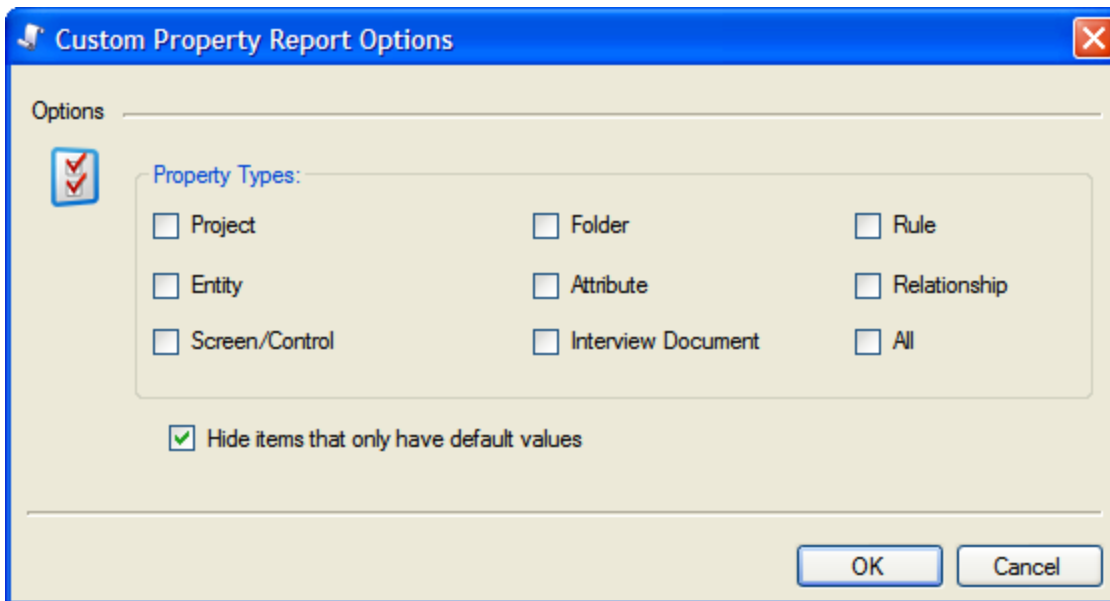 Custom Property Report Options
Options
Property Types:
Project Folder Rule
Entity Attribute Relationship
Screen/Control Interview Document All
Hide items that only have default values
OK Cancel